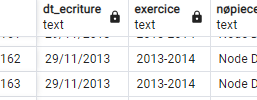 dt_ecriture exercice nøpiece
text text text
162 29/11/2013 2013-2014 Node D
163 29/11/2013 2013-2014 Node D